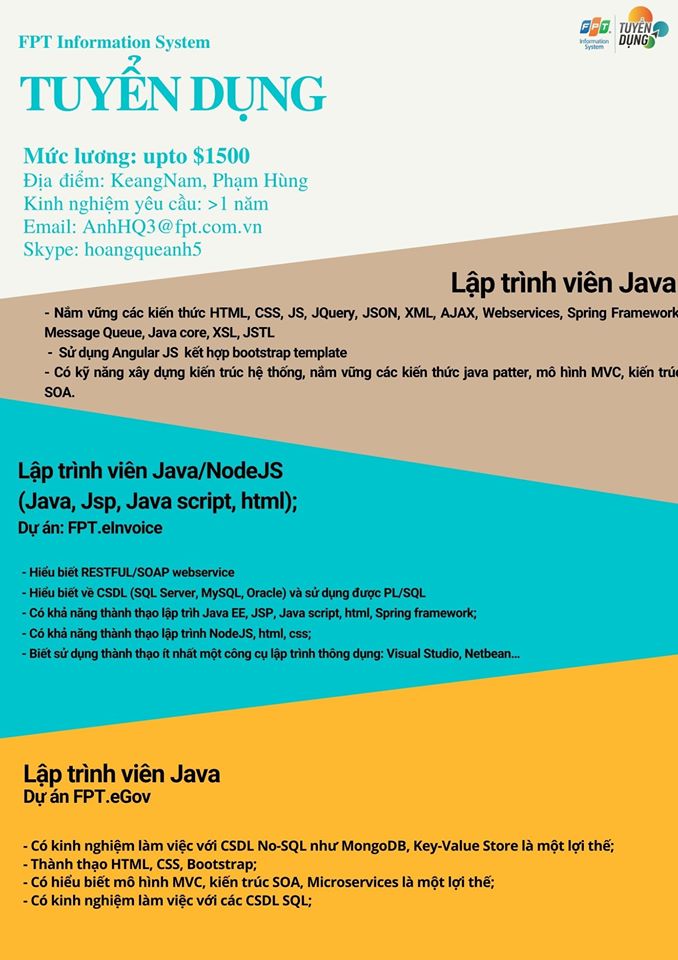 FPT Information System
FPT.
Information
System
TUYỂN
DỤNG
TUYỂN DỤNG
Mức lương: upto $1500
Địa điểm: KeangNam, Phạm Hùng
Kinh nghiệm yêu cầu: >1 năm
Email: AnhHQ3@fpt.com.vn
Skype: hoangqueanh5
Lập trình viên Java
- Nắm vững các kiến thức HTML, CSS, JS, JQuery, JSON, XML, AJAX, Webservices, Spring Framework
Message Queue, Java core, XSL, JSTL
- Sử dụng Angular JS kết hợp bootstrap template
- Có kỹ năng xây dựng kiến trúc hệ thống, nắm vững các kiến thức java patter, mô hình MVC, kiến trúc
SOA.
Lập trình viên Java/NodeJS
(Java, Jsp, Java script, html);
Dự án: FPT.eInvoice
- Hiểu biết RESTFUL/SOAP webservice
- Hiểu biết về CSDL (SQL Server, MySQL, Oracle) và sử dụng được PL/SQL
- Có khả năng thành thạo lập trìh Java EE, JSP, Java script, html, Spring framework;
- Có khả năng thành thạo lập trình NodeJS, html, css;
- Biết sử dụng thành thạo ít nhất một công cụ lập trình thông dụng: Visual Studio, Netbean...
Lập trình viên Java
Dự án FPT.eGov
- Có kinh nghiệm làm việc với CSDL No-SQL như MongoDB, Key-Value Store là một lợi thế;
- Thành thạo HTML, CSS, Bootstrap;
- Có hiểu biết mô hình MVC, kiến trúc SOA, Microservices là một lợi thế;
- Có kinh nghiệm làm việc với các CSDL SQL;